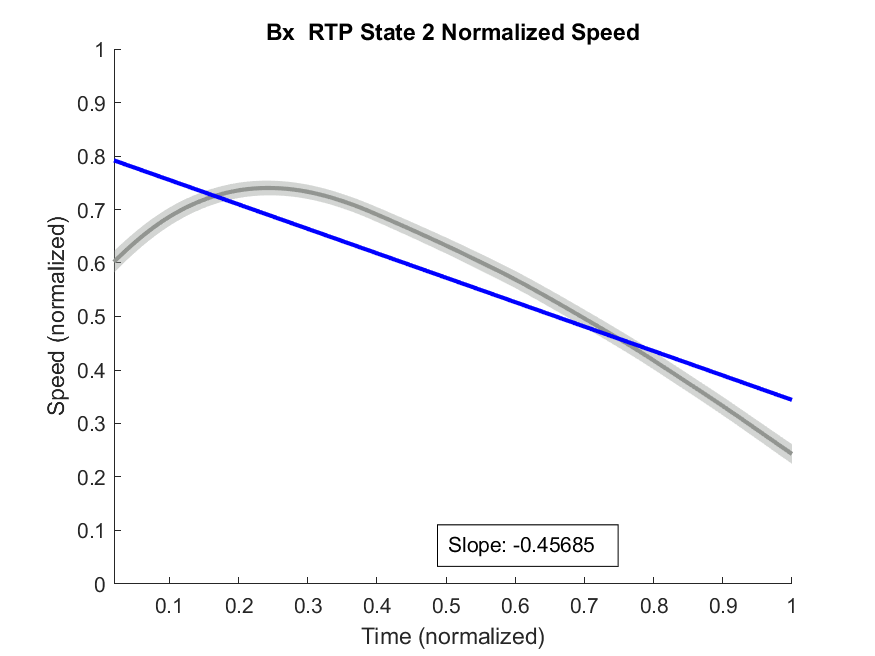 Bx  RTP State 2 Normalized Speed
1
0.9
0.8
0.7
0.6
0.5
0.4
0.3
0.2
0.1
0
Speed (normalized)
Slope: -0.45685
0.1 0.2 0.3 0.4 0.5 0.6 0.7 0.8 0.9 1
Time (normalized)